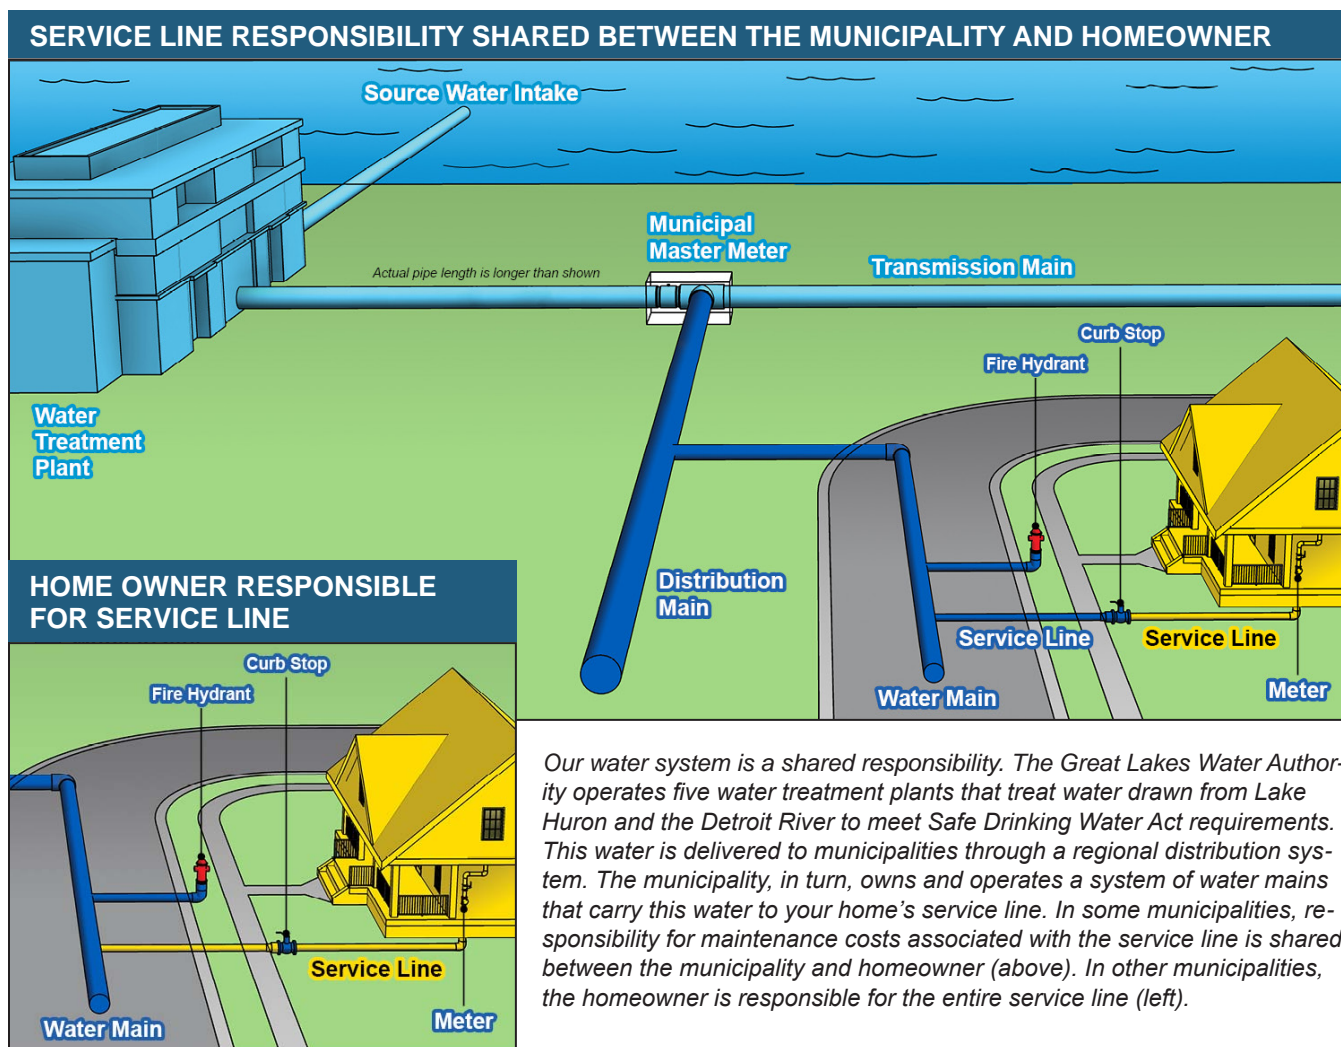 SERVICE LINE RESPONSIBILITY SHARED BETWEEN THE MUNICIPALITY AND HOMEOWNER
Source Water Intake
Municipal
Master Meter
Actual pipe length is longer than shown
Transmission Main
Curb Stop
Fire Hydrant
Water
Treatment
Plant
Distribution
Main
Service Line
Service Line
Water Main
Meter
HOME OWNER RESPONSIBLE
FOR SERVICE LINE
Curb Stop
Fire Hydrant
Service Line
Water Main
Meter
Our water system is a shared responsibility. The Great Lakes Water Author-
ity operates five water treatment plants that treat water drawn from Lake
Huron and the Detroit River to meet Safe Drinking Water Act requirements.
This water is delivered to municipalities through a regional distribution sys-
tem. The municipality, in turn, owns and operates a system of water mains
that carry this water to your home's service line. In some municipalities, re-
sponsibility for maintenance costs associated with the service line is shared
between the municipality and homeowner (above). In other municipalities,
the homeowner is responsible for the entire service line (left).